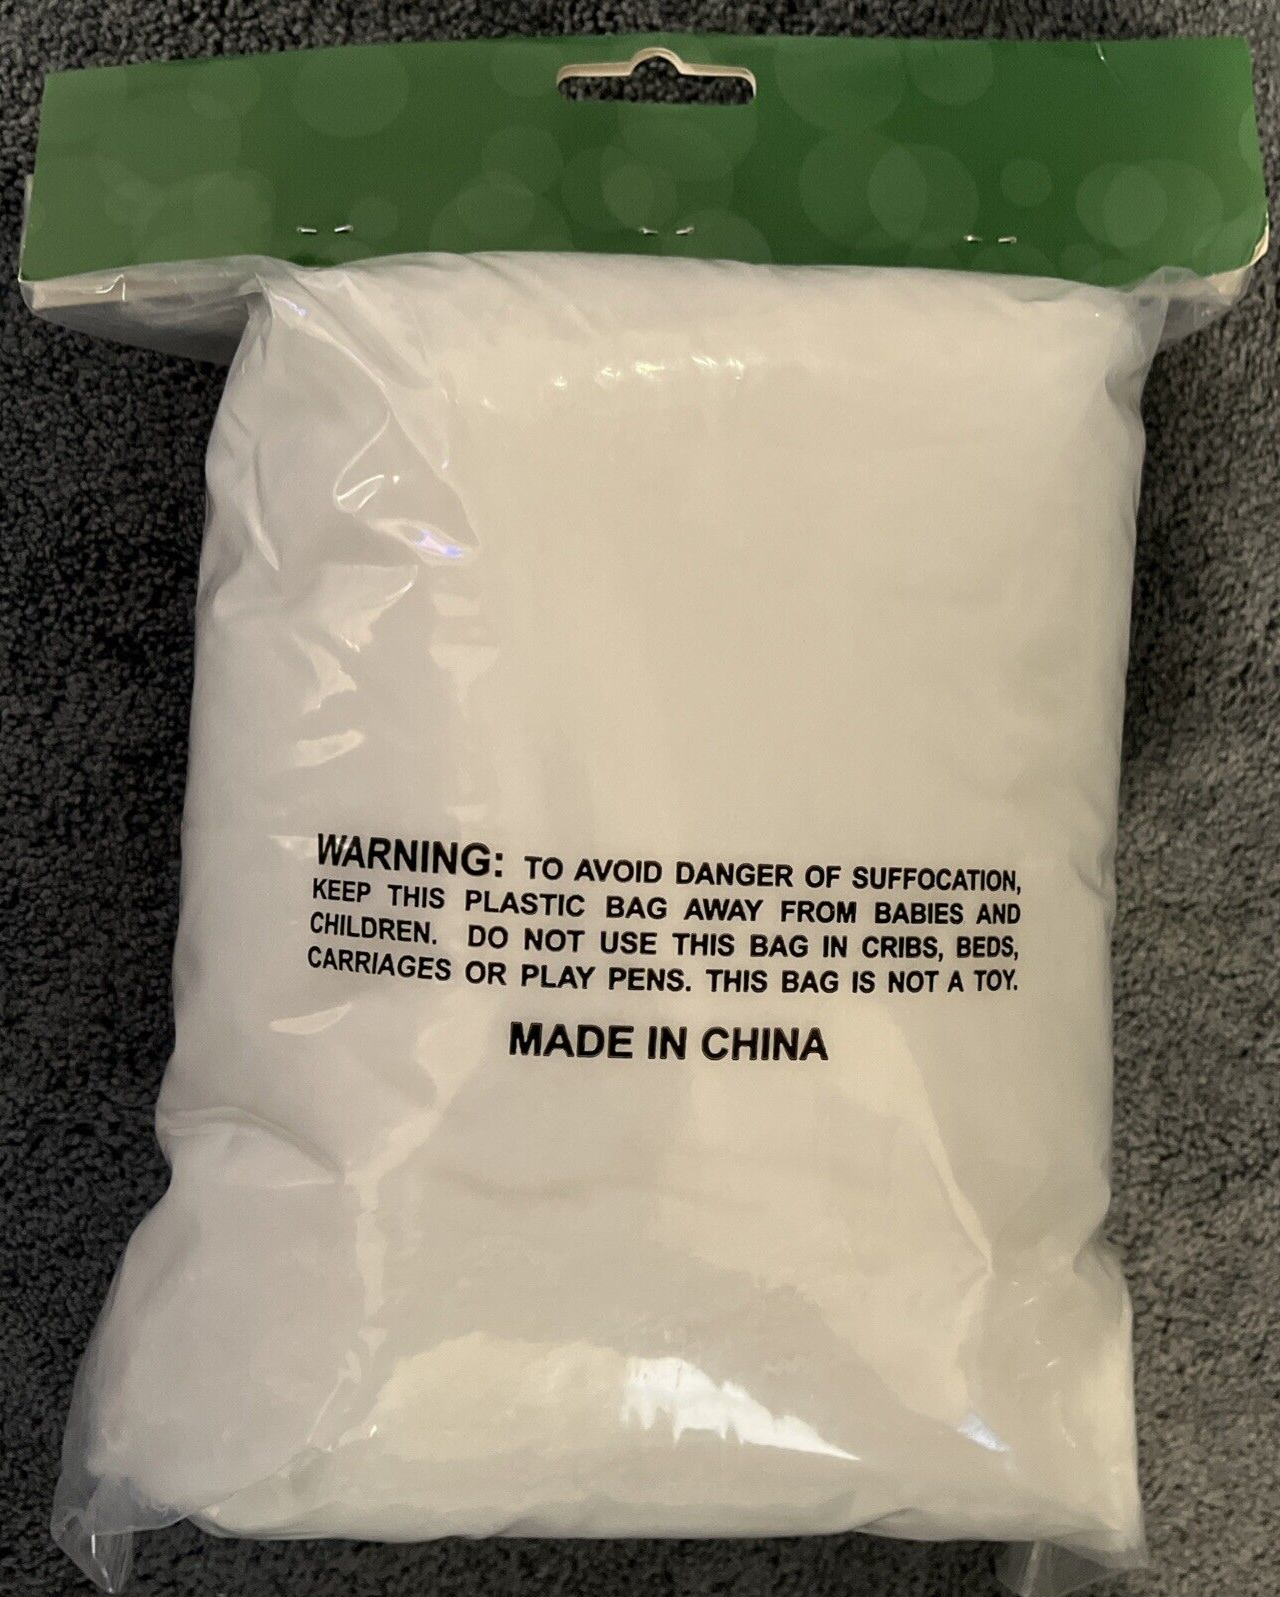 WARNING: TO AVOID DANGER OF SUFFOCATION,
KEEP THIS PLASTIC BAG AWAY FROM BABIES AND
CHILDREN. DO NOT USE THIS BAG IN CRIBS, BEDS,
CARRIAGES OR PLAY PENS. THIS BAG IS NOT A TOY.
MADE IN CHINA